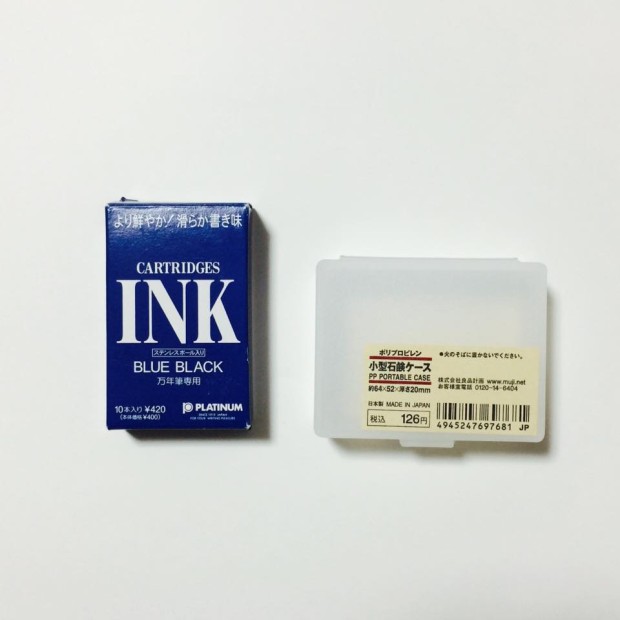 より鮮やか!滑らか書き味
CARTRIDGES
INK
ステンレスボール入り
BLUE BLACK
万年筆専用
10本入り ¥420
(本体価格¥400)
PLATINUM
ポリプロピレン
小型石鹸ケース
PP PORTABLE CASE
約64×52×厚さ20mm
日本製 MADE IN JAPAN
税込 126円
●火のそばに置かないでください。
株式会社良品計画 www.muji.net
お客様室電話 0120-14-6404
4945247697681 JP